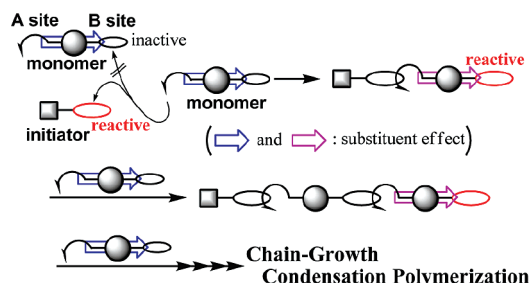 A site B site
inactive
monomer
monomer
reactive
initiator
reactive
( and : substituent effect)
Chain-Growth
Condensation Polymerization